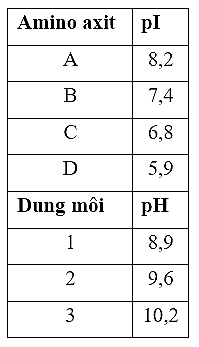 Amino axit pI
A 8,2
B 7,4
C 6,8
D 5,9
Dung môi pH
1 8,9
2 9,6
3 10,2